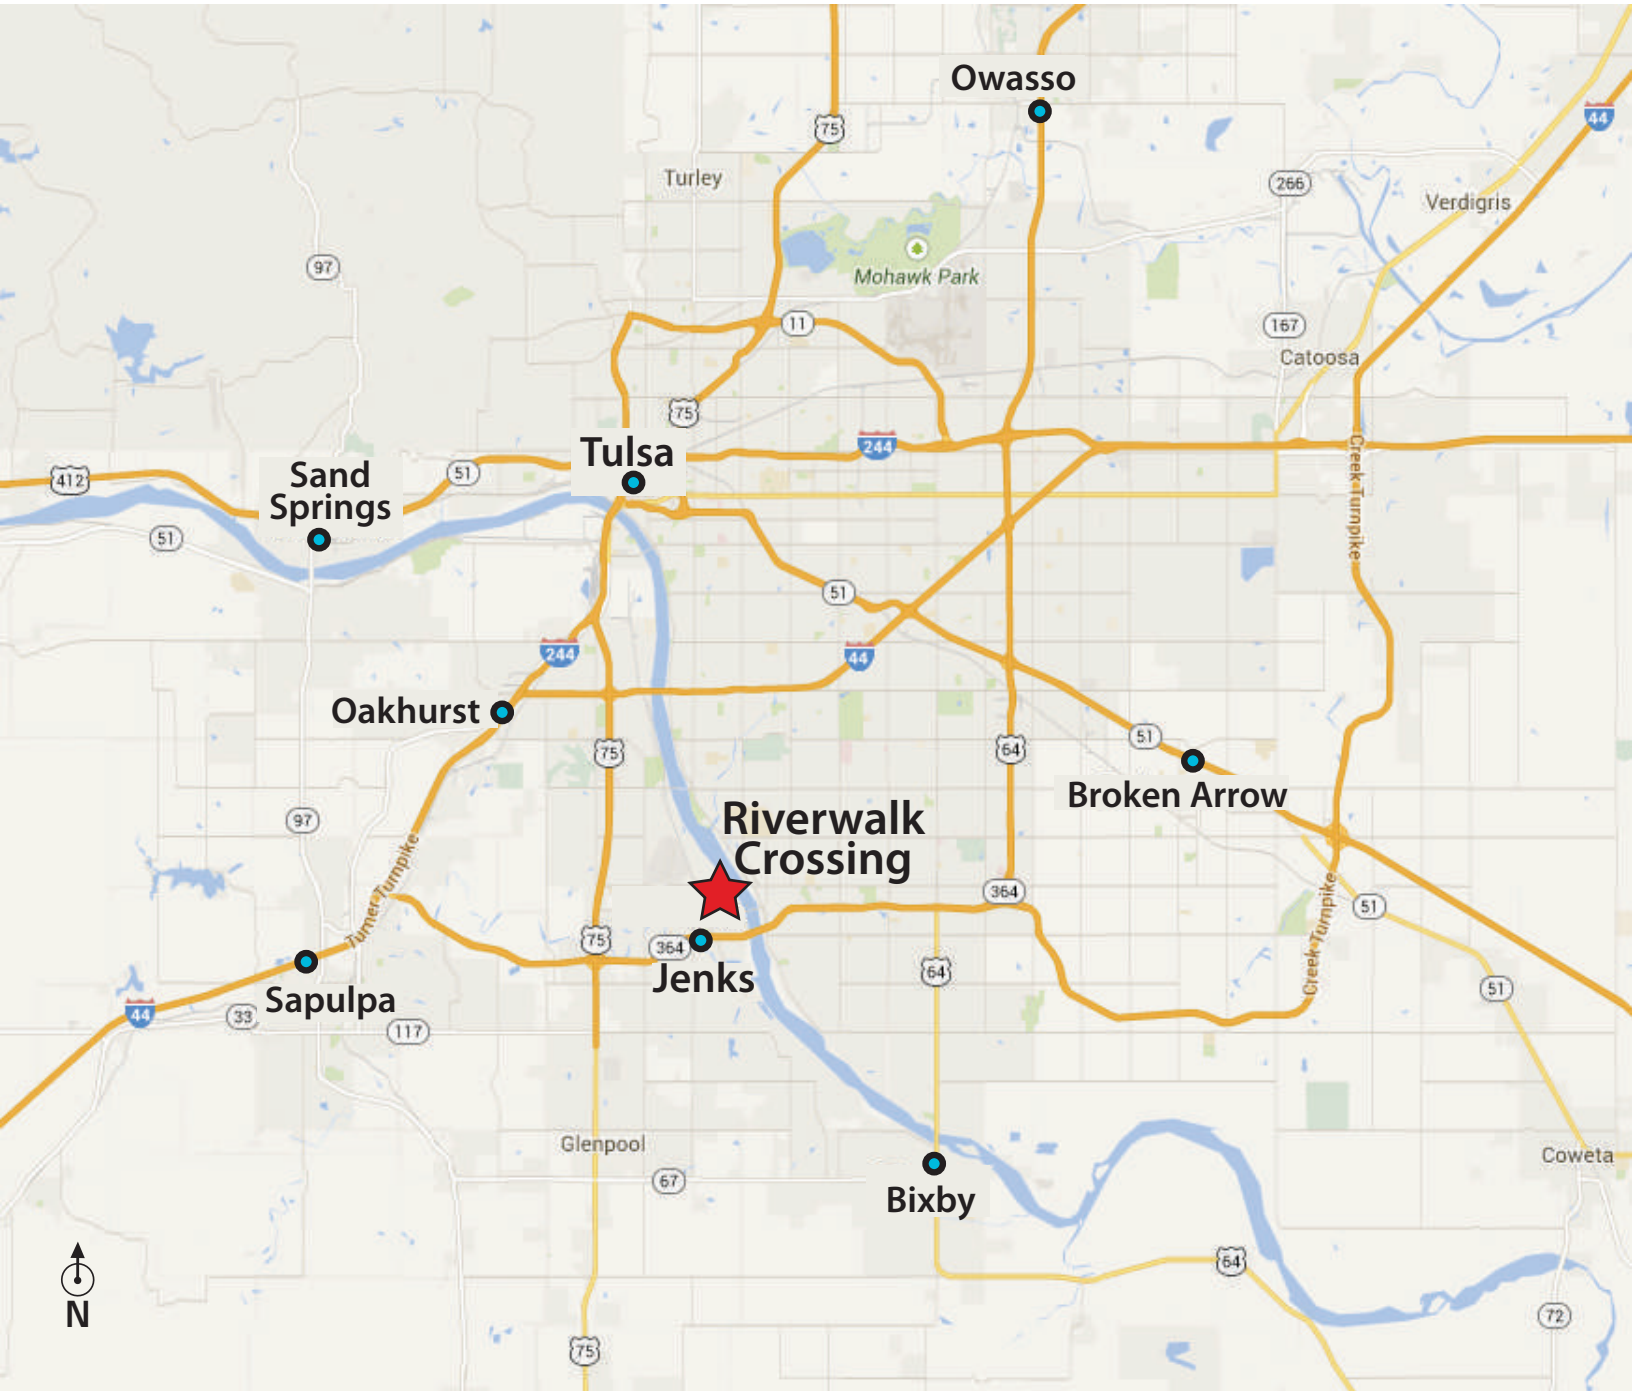 Owasso
75
44
Turley
266
Verdigris
97
Mohawk Park
11
167
Catoosa
75
244
Tulsa
Sand
Springs
51
412
51
Creek Turnpike
51
244
44
Oakhurst
75
64
51
Broken Arrow
97
Riverwalk
Crossing
Turner Turnpike
364
Creek Turnpike
51
75
364
Jenks
64
51
Sapulpa
44
33
117
Glenpool
Coweta
67
Bixby
64
N
72
75